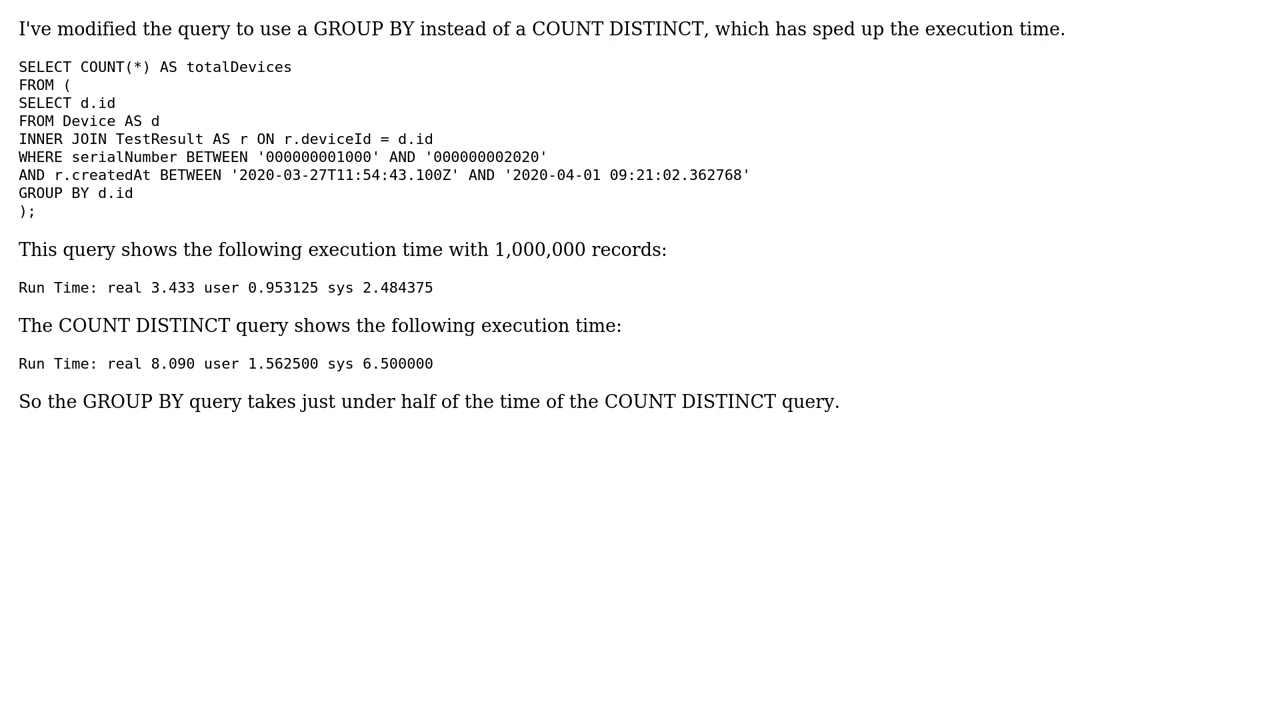 I've modified the query to use a GROUP BY instead of a COUNT DISTINCT, which has sped up the execution time.
SELECT COUNT(*) AS totalDevices
FROM (
SELECT d.id
FROM Device AS d
INNER JOIN TestResult AS r ON r.deviceId = d.id
WHERE serialNumber BETWEEN '000000001000' AND '000000002020'
AND r.createdAt BETWEEN '2020-03-27T11:54:43.100Z' AND '2020-04-01 09:21:02.362768'
GROUP BY d.id
);
This query shows the following execution time with 1,000,000 records:
Run Time: real 3.433 user 0.953125 sys 2.484375
The COUNT DISTINCT query shows the following execution time:
Run Time: real 8.090 user 1.562500 sys 6.500000
So the GROUP BY query takes just under half of the time of the COUNT DISTINCT query.